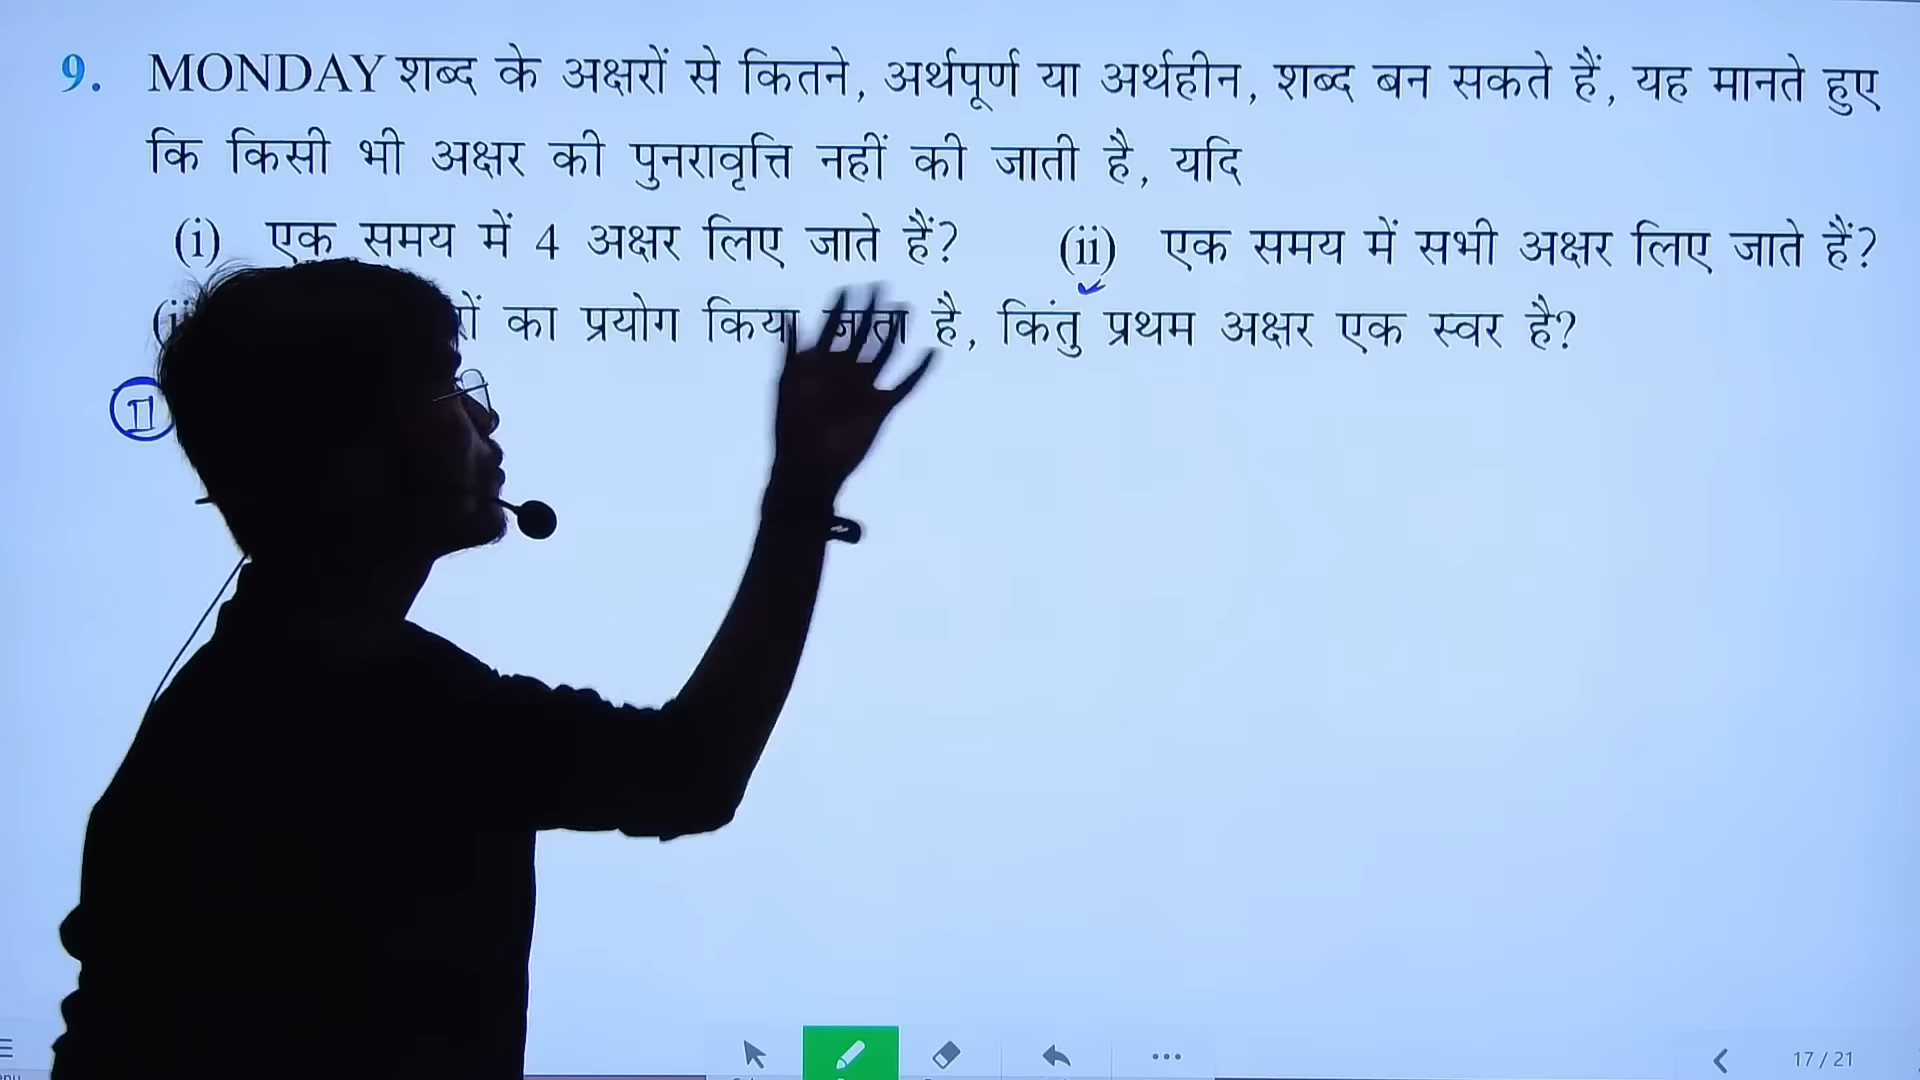 9. MONDAY शब्द के अक्षरों से कितने, अर्थपूर्ण या अर्थहीन, शब्द बन सकते हैं, यह मानते हुए
कि किसी भी अक्षर की पुनरावृत्ति नहीं की जाती है, यदि
(i) एक समय में 4 अक्षर लिए जाते हैं? (ii) एक समय में सभी अक्षर लिए जाते हैं?
का प्रयोग किया जाता है, किंतु प्रथम अक्षर एक स्वर है?
II
17 / 21